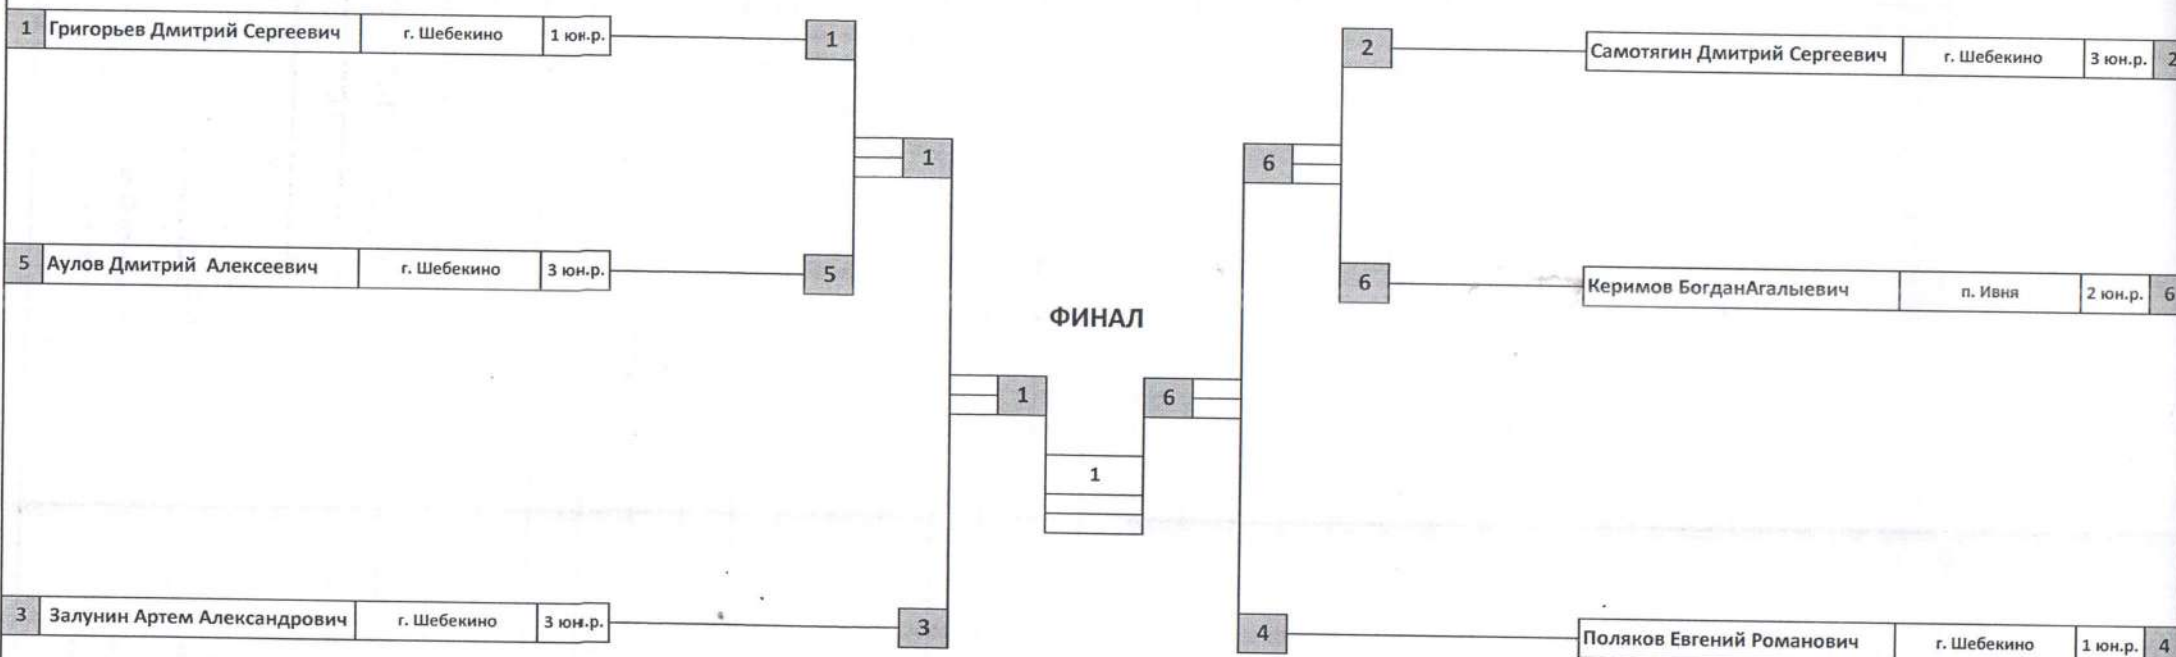 1 Григорьев Дмитрий Сергеевич г. Шебекино 1 юн.р. 1
2 Самотягин Дмитрий Сергеевич г. Шебекино 3 юн.р. 2
1
6
5 Аулов Дмитрий Алексеевич г. Шебекино 3 юн.р. 5
6 Керимов БогданАгалыевич п. Ивня 2 юн.р. 6
ФИНАЛ
1 6
1
3 Залунин Артем Александрович г. Шебекино 3 юн.р. 3
4 Поляков Евгений Романович г. Шебекино 1 юн.р. 4